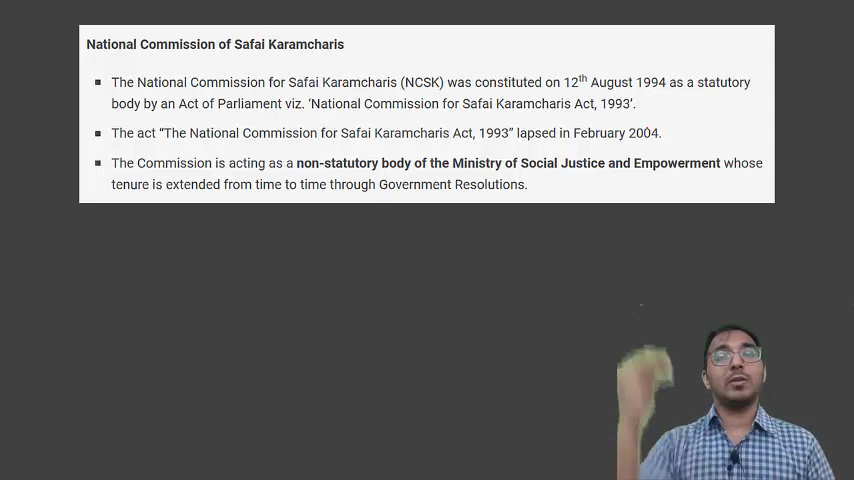 National Commission of Safai Karamcharis
▪ The National Commission for Safai Karamcharis (NCSK) was constituted on 12th August 1994 as a statutory
body by an Act of Parliament viz. ‘National Commission for Safai Karamcharis Act, 1993’.
▪ The act “The National Commission for Safai Karamcharis Act, 1993” lapsed in February 2004.
▪ The Commission is acting as a non-statutory body of the Ministry of Social Justice and Empowerment whose
tenure is extended from time to time through Government Resolutions.